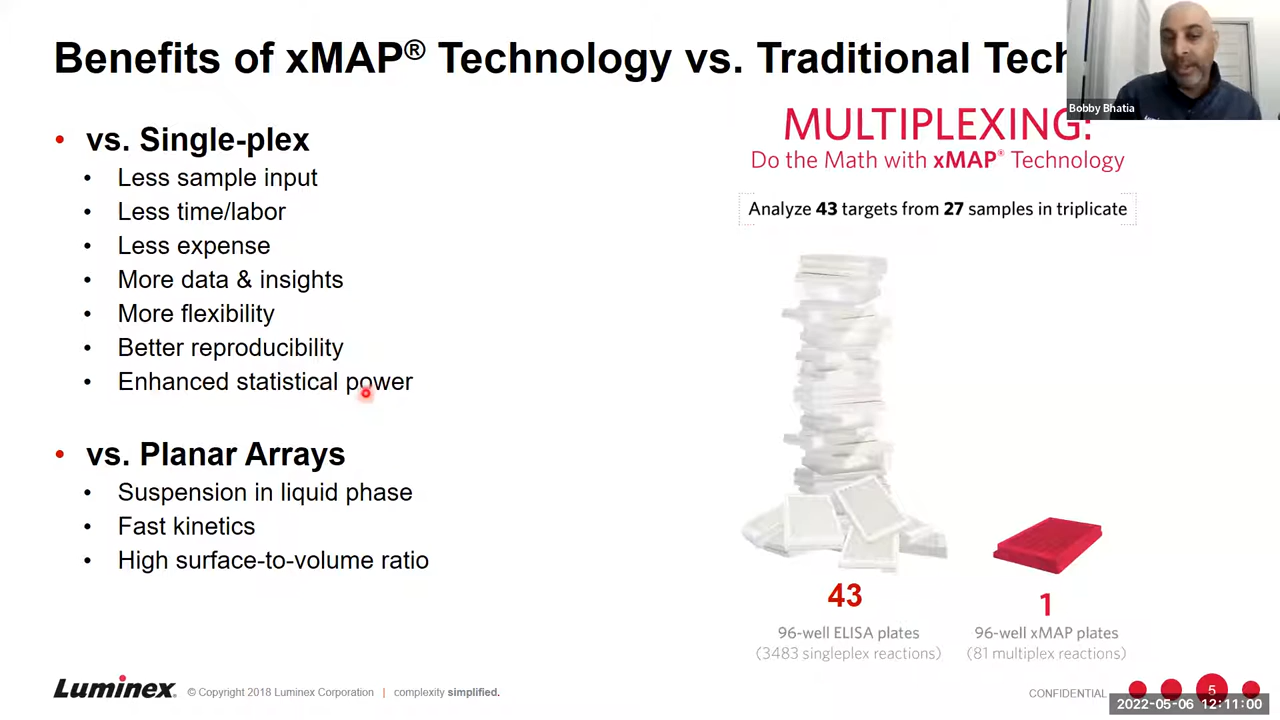 Benefits of xMAP® Technology vs. Traditional Tech
Bobby Bhatia
• vs. Single-plex
• Less sample input
• Less time/labor
• Less expense
• More data & insights
• More flexibility
• Better reproducibility
• Enhanced statistical power
• vs. Planar Arrays
• Suspension in liquid phase
• Fast kinetics
• High surface-to-volume ratio
MULTIPLEXING:
Do the Math with xMAP® Technology
Analyze 43 targets from 27 samples in triplicate
43
96-well ELISA plates
(3483 singleplex reactions)
1
96-well xMAP plates
(81 multiplex reactions)
Luminex. © Copyright 2018 Luminex Corporation | complexity simplified.
CONFIDENTIAL
5
2022-05-06 12:11:00